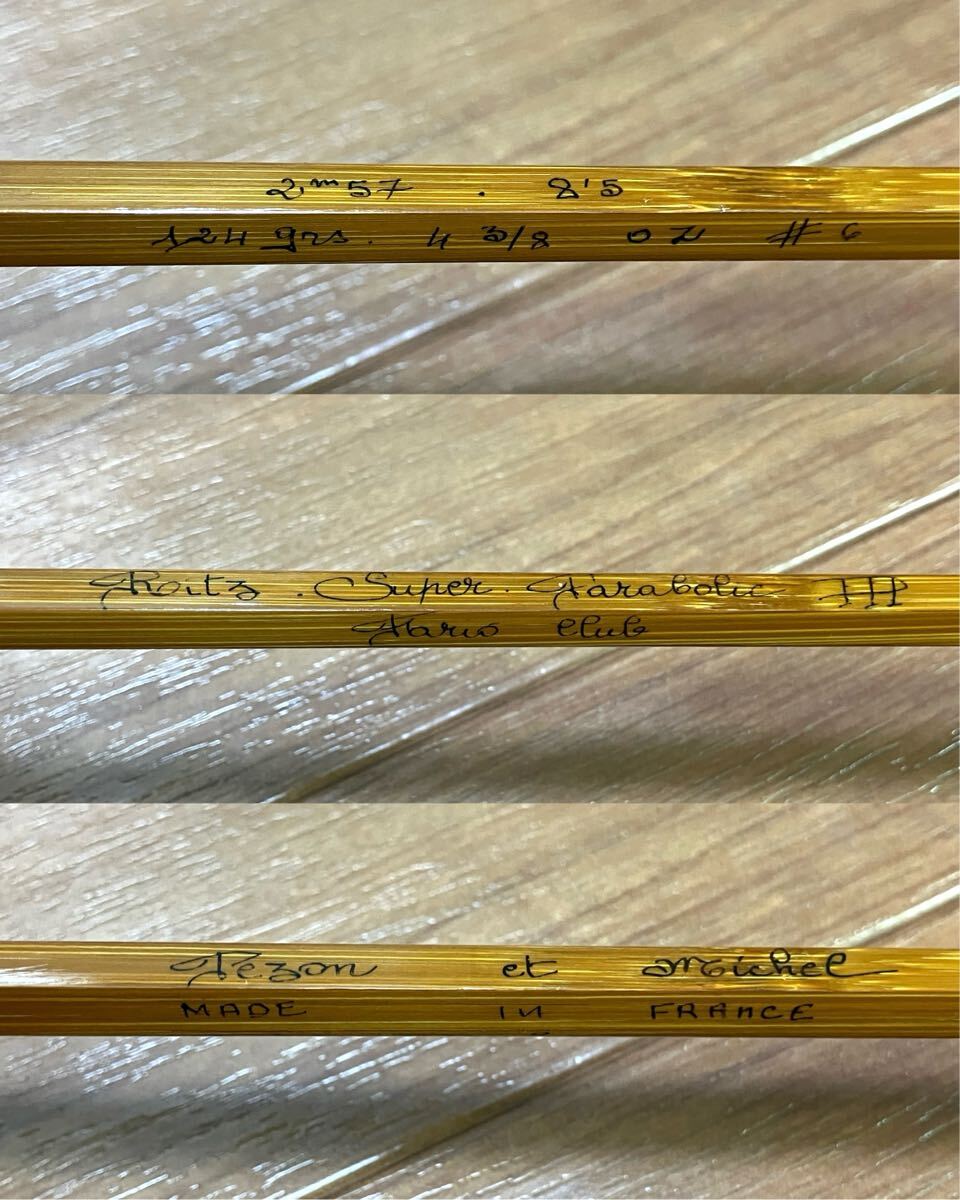 2m57 . 8'5
124 grs. 4 3/8 oz #6
Ritz . Super . Parabolic PPP
Fario Club
Pezon et Michel
MADE IN FRANCE